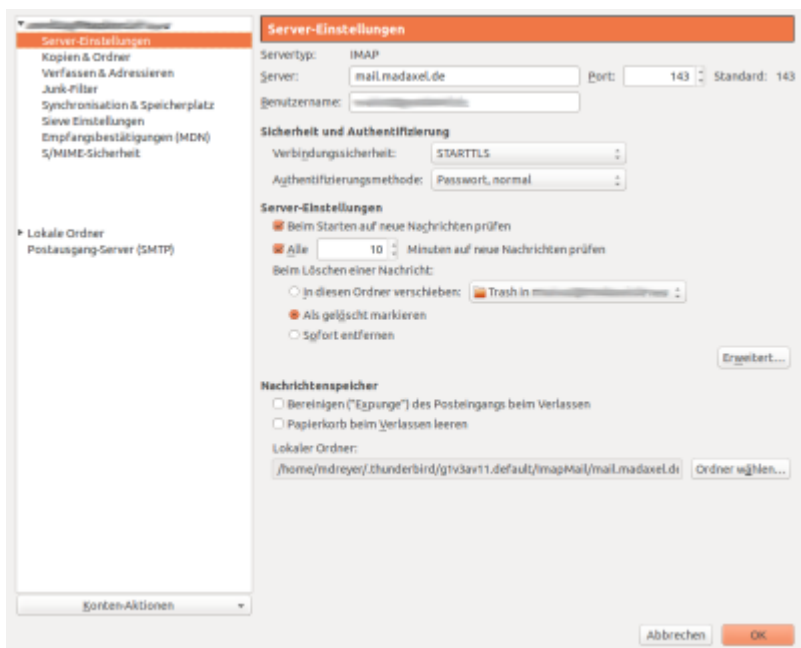 Server-Einstellungen
Kopien & Ordner
Verfassen & Adressieren
Junk-Filter
Synchronisation & Speicherplatz
Sieve Einstellungen
Empfangsbestätigungen (MDN)
S/MIME-Sicherheit
Lokale Ordner
Postausgang-Server (SMTP)
Konten-Aktionen
Server-Einstellungen
Servertyp: IMAP
Server: mail.madaxel.de Port: 143 Standard: 143
Benutzername:
Sicherheit und Authentifizierung
Verbindungssicherheit: STARTTLS
Authentifizierungsmethode: Passwort, normal
Server-Einstellungen
Beim Starten auf neue Nachrichten prüfen
Alle 10 Minuten auf neue Nachrichten prüfen
Beim Löschen einer Nachricht:
In diesen Ordner verschieben: Trash in
Als gelöscht markieren
Sofort entfernen
Erweitert...
Nachrichtenspeicher
Bereinigen ("Expunge") des Posteingangs beim Verlassen
Papierkorb beim Verlassen leeren
Lokaler Ordner:
/home/mdreyer/.thunderbird/g1v3av11.default/ImapMail/mail.madaxel.de Ordner wählen...
Abbrechen OK